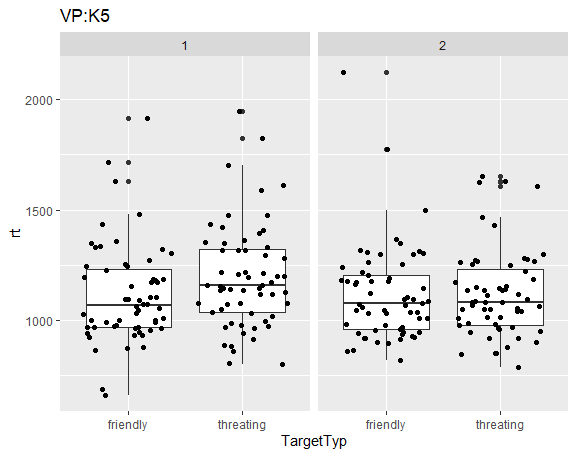 VP:K5
1
2
2000
1500
1000
rt
friendly
threating
friendly
threating
TargetTyp